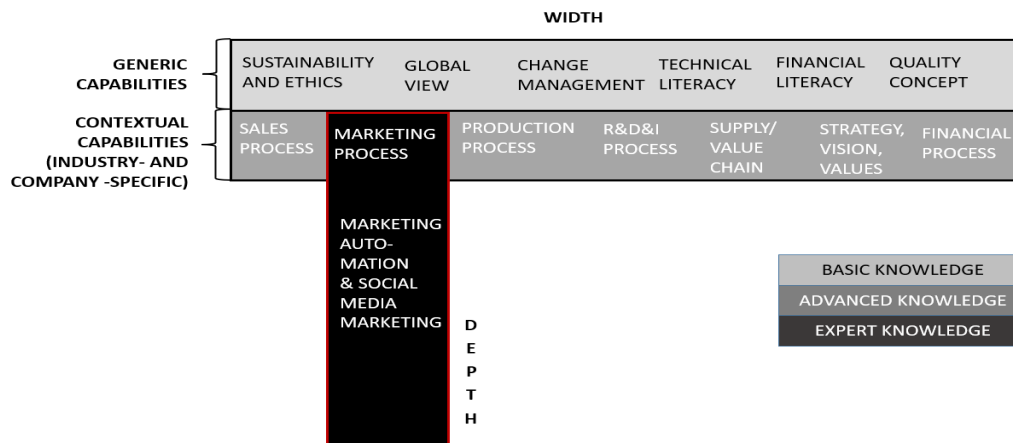 WIDTH
GENERIC
CAPABILITIES
SUSTAINABILITY
AND ETHICS
GLOBAL
VIEW
CHANGE
MANAGEMENT
TECHNICAL
LITERACY
FINANCIAL
LITERACY
QUALITY
CONCEPT
CONTEXTUAL
CAPABILITIES
(INDUSTRY- AND
COMPANY -SPECIFIC)
SALES
PROCESS
MARKETING
PROCESS
PRODUCTION
PROCESS
R&D&I
PROCESS
SUPPLY/
VALUE
CHAIN
STRATEGY,
VISION,
VALUES
FINANCIAL
PROCESS
MARKETING
AUTO-
MATION
& SOCIAL
MEDIA
MARKETING
D
E
P
T
H
BASIC KNOWLEDGE
ADVANCED KNOWLEDGE
EXPERT KNOWLEDGE